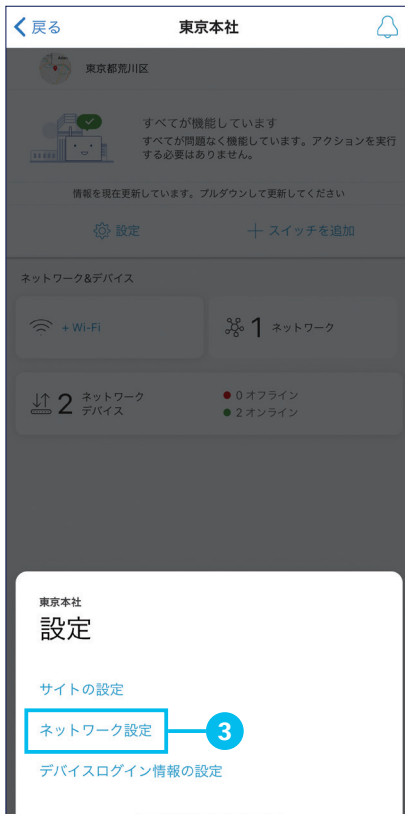 戻る
東京本社
東京都荒川区
すべてが機能しています
すべてが問題なく機能しています。アクションを実行
する必要はありません。
情報を現在更新しています。プルダウンして更新してください
設定
＋ スイッチを追加
ネットワーク&デバイス
+ Wi-Fi
1 ネットワーク
2 ネットワーク
デバイス
0 オフライン
2 オンライン
東京本社
設定
サイトの設定
ネットワーク設定
3
デバイスログイン情報の設定